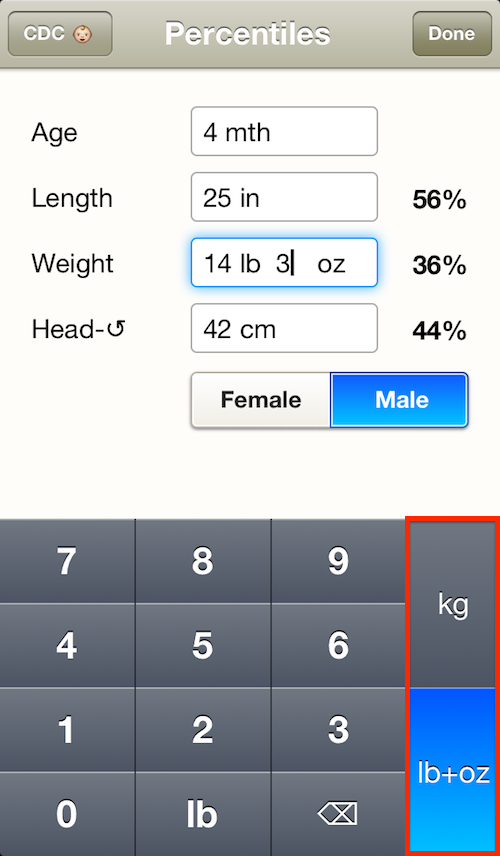 CDC 👶 Percentiles Done
Age 4 mth
Length 25 in 56%
Weight 14 lb 3 oz 36%
Head-↺ 42 cm 44%
Female Male
7 8 9 kg
4 5 6
1 2 3 lb+oz
0 lb ⌫